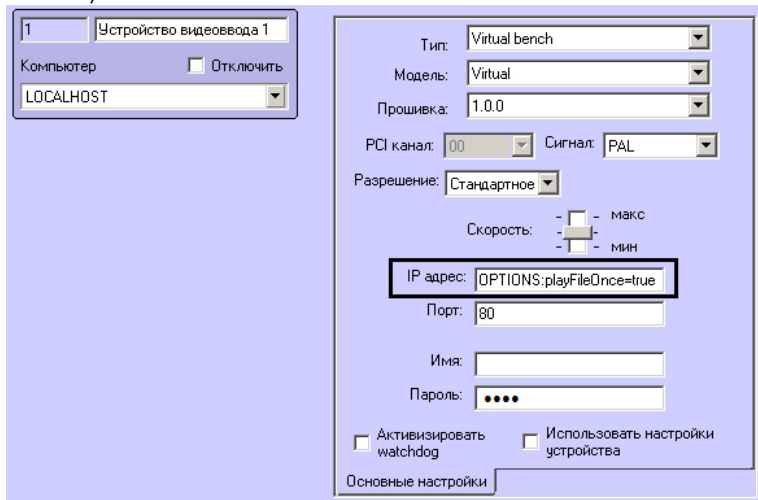 1 Устройство видеоввода 1
Компьютер Отключить
LOCALHOST
Тип: Virtual bench
Модель: Virtual
Прошивка: 1.0.0
PCI канал: 00 Сигнал: PAL
Разрешение: Стандартное
макс
Скорость:
мин
IP адрес: OPTIONS:playFileOnce=true
Порт: 80
Имя:
Пароль: ••••
Активизировать watchdog
Использовать настройки устройства
Основные настройки